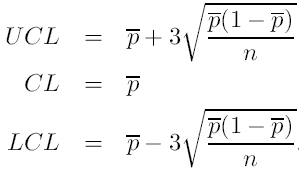 UCL = p̅ + 3√(p̅(1 − p̅)/n)
CL = p̅
LCL = p̅ − 3√(p̅(1 − p̅)/n).